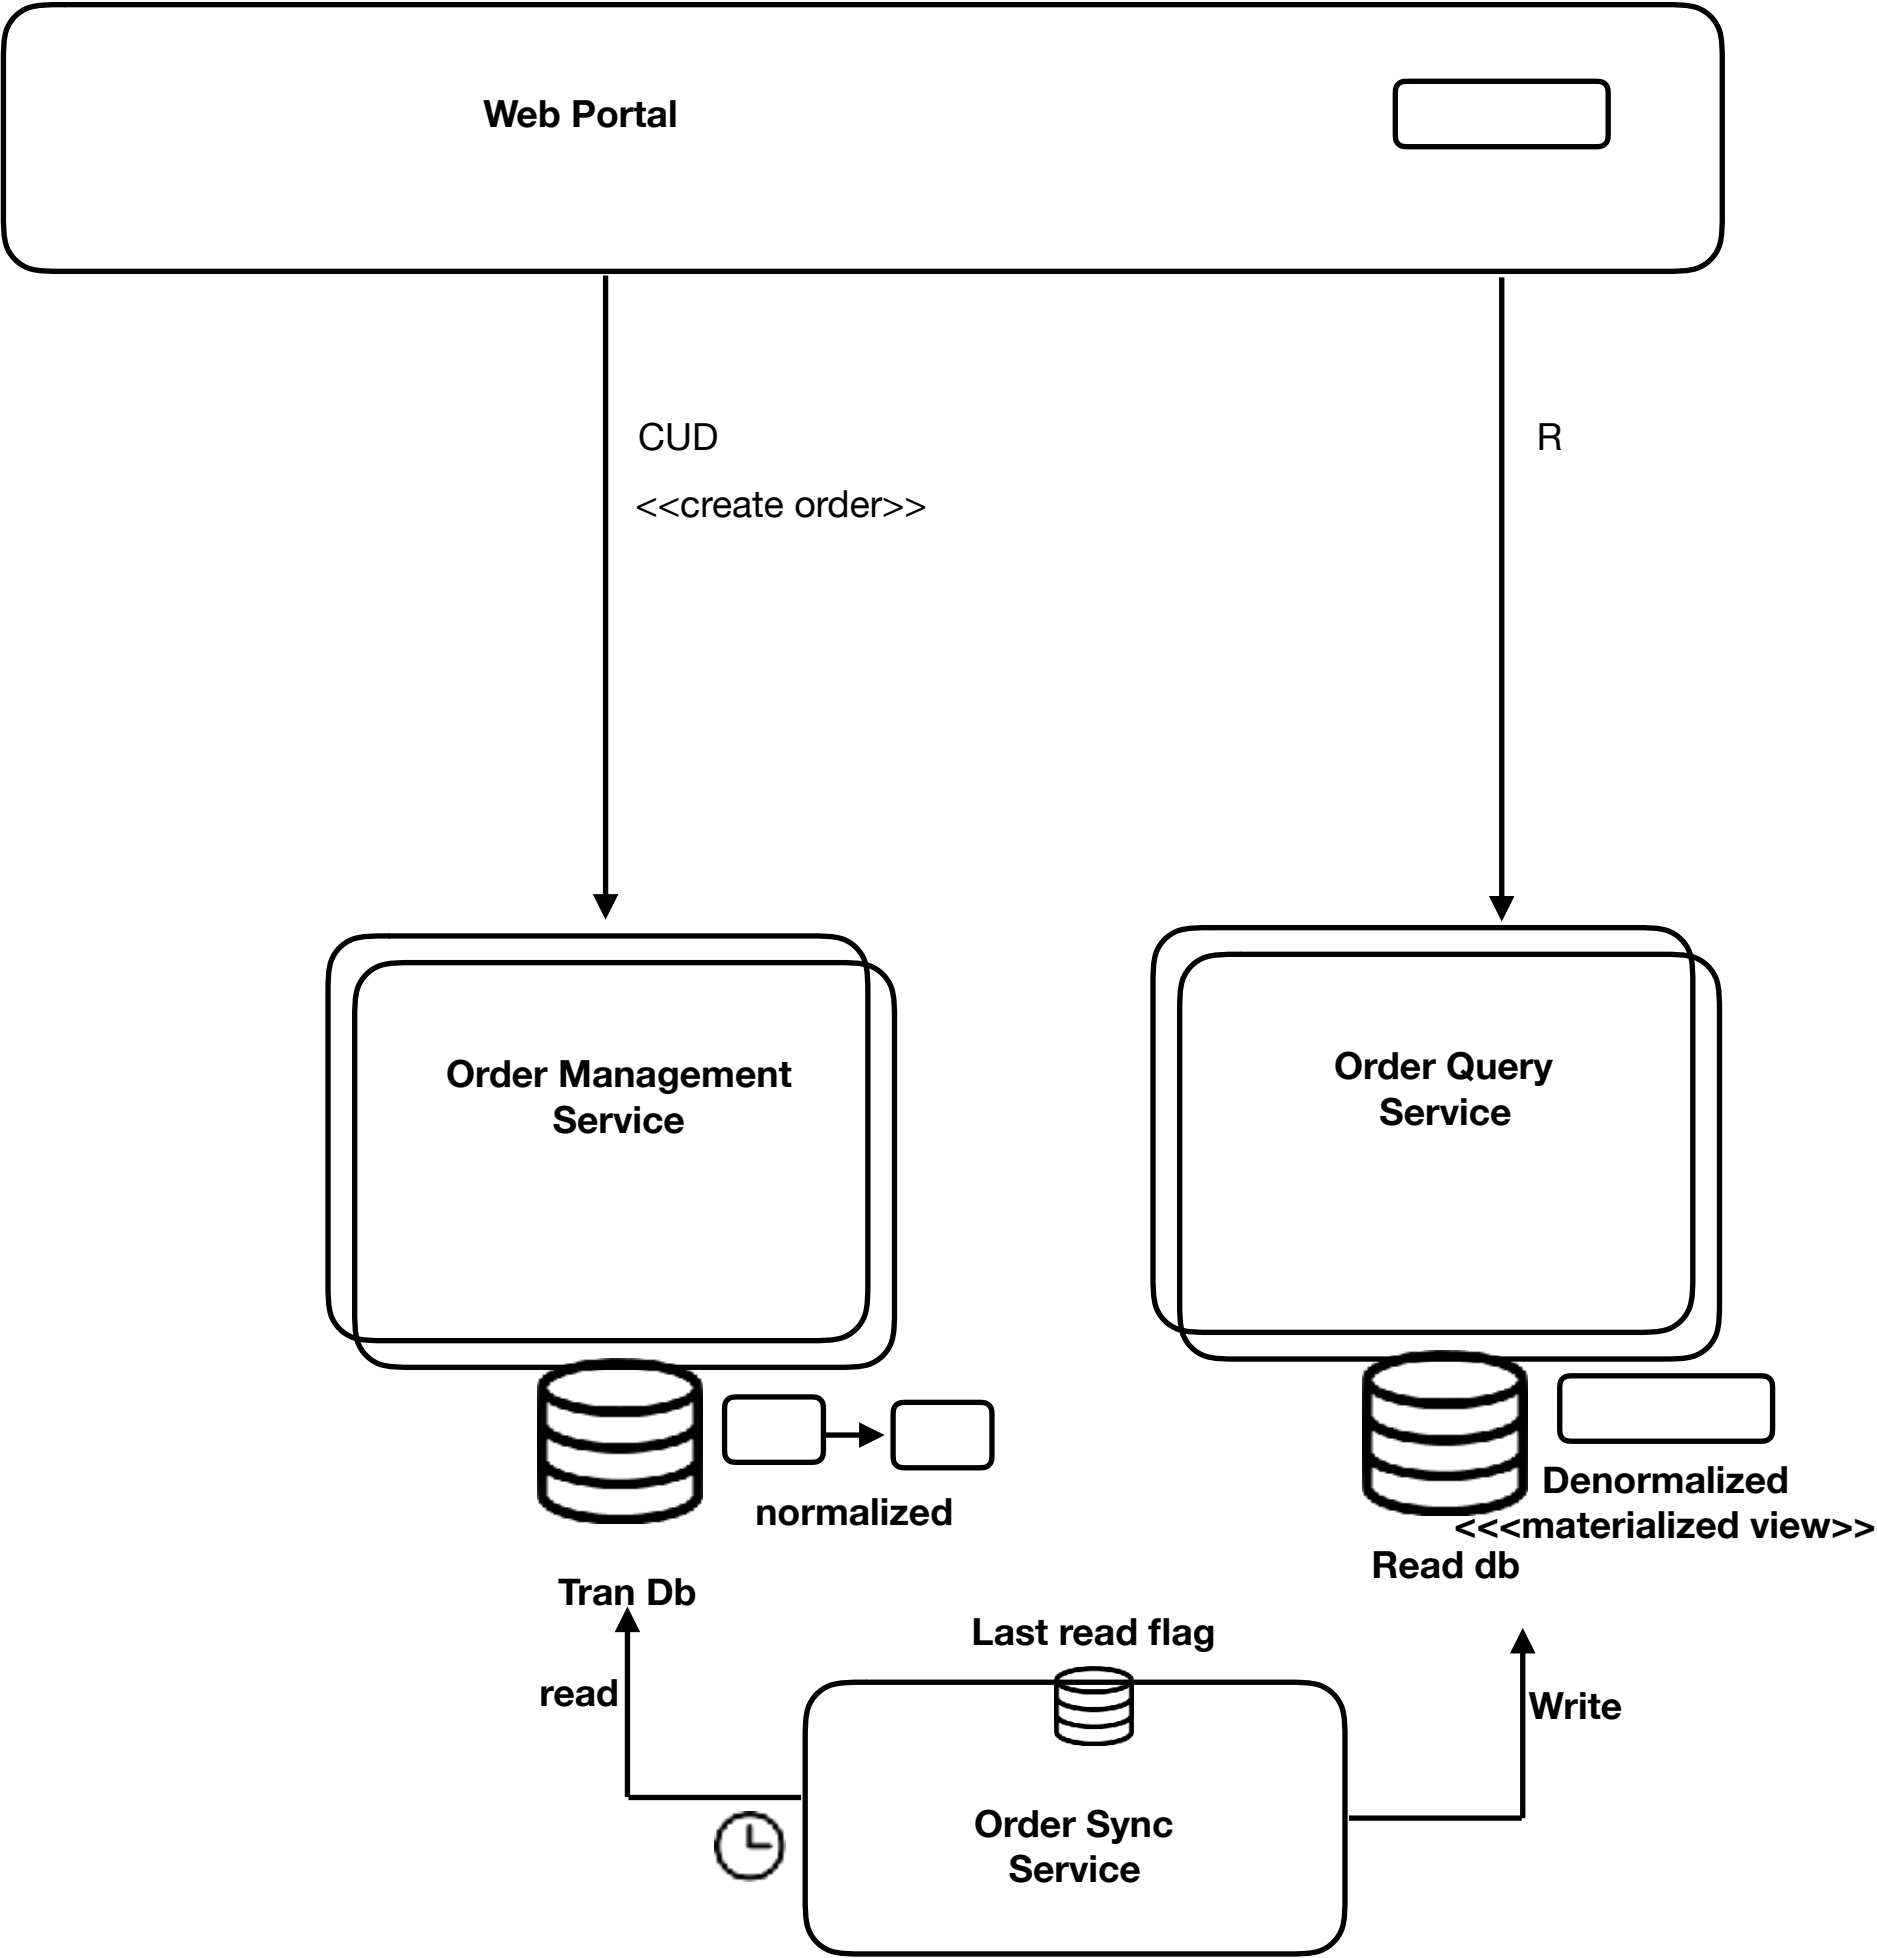 Web Portal
CUD
R
<<create order>>
Order Management
Service
Order Query
Service
normalized
Denormalized
<<<materialized view>>
Read db
Tran Db
Last read flag
read
Write
Order Sync
Service